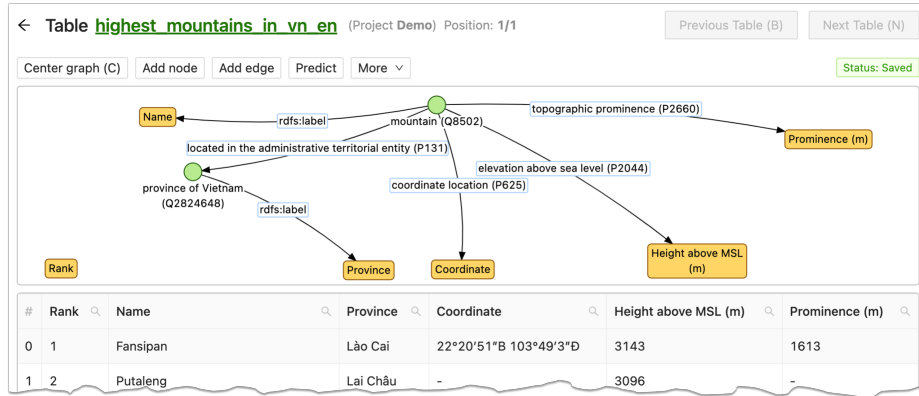 ← Table highest_mountains_in_vn_en (Project Demo) Position: 1/1 Previous Table (B) Next Table (N)
Center graph (C) Add node Add edge Predict More Status: Saved
topographic prominence (P2660)
Name
rdfs:label
mountain (Q8502)
Prominence (m)
located in the administrative territorial entity (P131)
elevation above sea level (P2044)
coordinate location (P625)
province of Vietnam
(Q2824648)
rdfs:label
Height above MSL
(m)
Rank
Province
Coordinate
# Rank Name Province Coordinate Height above MSL (m) Prominence (m)
0 1 Fansipan Lào Cai 22°20′51″B 103°49′3″Đ 3143 1613
1 2 Putaleng Lai Châu - 3096 -